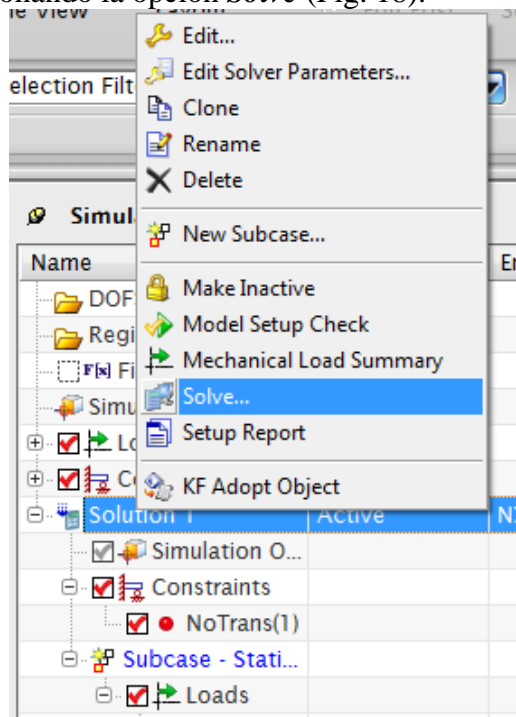 onando la opción Solve (Fig. 18).
e View
election Filt
Edit...
Edit Solver Parameters...
Clone
Rename
Delete
New Subcase...
Make Inactive
Model Setup Check
Mechanical Load Summary
Solve...
Setup Report
KF Adopt Object
Simul
Name
DOF
Regi
F[x] Fi
Simu
Lo
Co
Solution 1 Active NX
Simulation O...
Constraints
NoTrans(1)
Subcase - Stati...
Loads